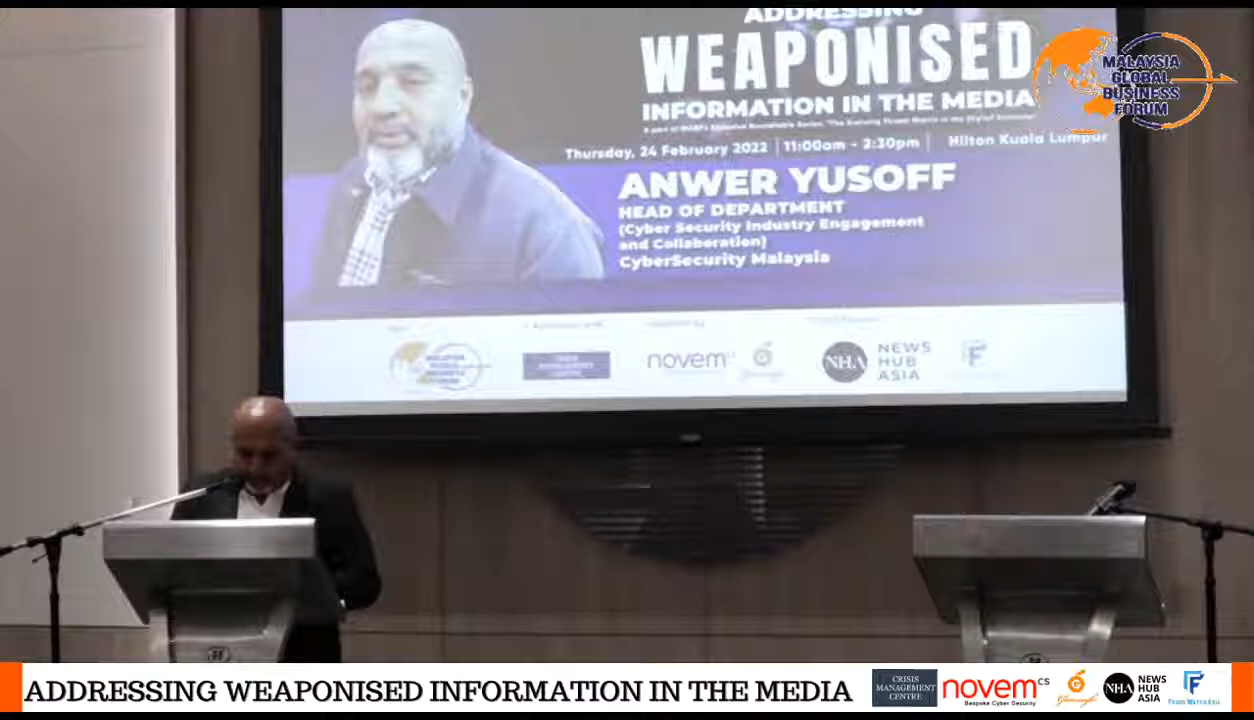 ADDRESSING
WEAPONISED
INFORMATION IN THE MEDIA
Thursday, 24 February 2022 | 11:00am - 2:30pm | Hilton Kuala Lumpur
ANWER YUSOFF
HEAD OF DEPARTMENT
(Cyber Security Industry Engagement
and Collaboration)
CyberSecurity Malaysia
MALAYSIA
GLOBAL
BUSINESS
FORUM
novem
NHA
NEWS
HUB
ASIA
ADDRESSING WEAPONISED INFORMATION IN THE MEDIA
CRISIS
MANAGEMENT
CENTRE
novem CS
Bespoke Cyber Security
NHA
NEWS
HUB
ASIA